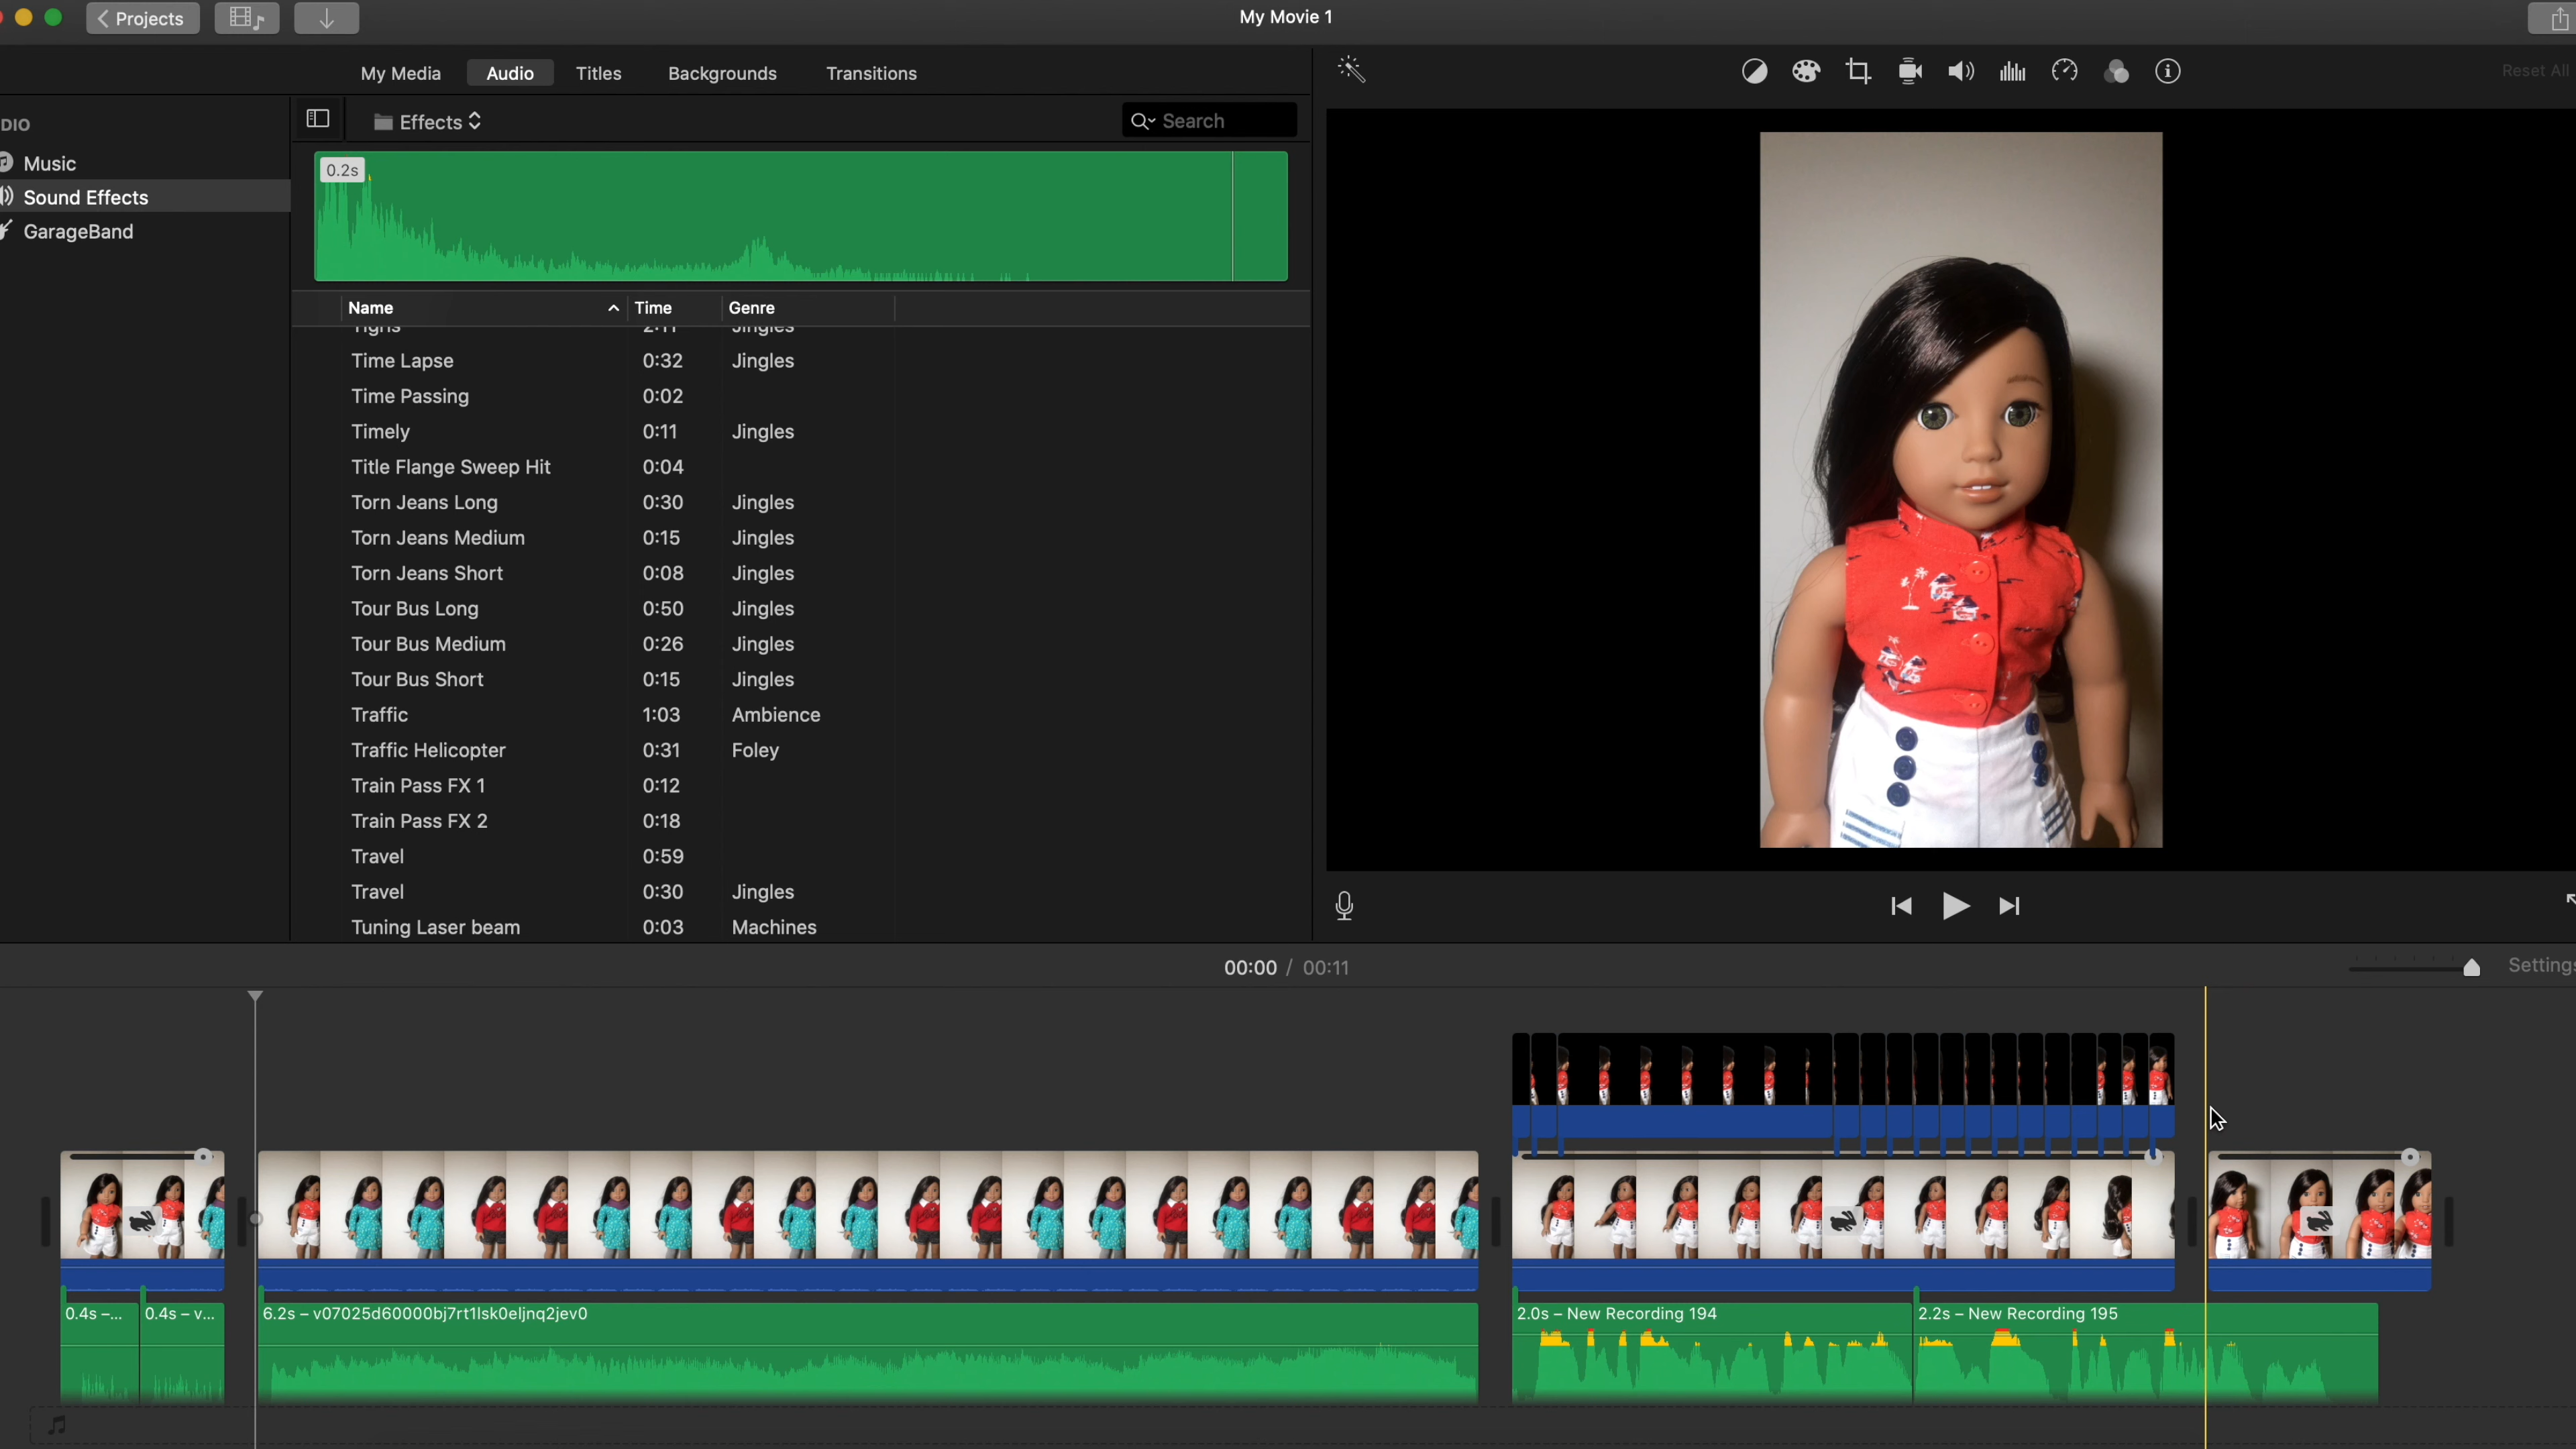 Projects
My Movie 1
My Media
Audio
Titles
Backgrounds
Transitions
Reset All
DIO
Effects
Search
Music
Sound Effects
GarageBand
0.2s
Name Time Genre
Tigris 2:11 Jingles
Time Lapse 0:32 Jingles
Time Passing 0:02
Timely 0:11 Jingles
Title Flange Sweep Hit 0:04
Torn Jeans Long 0:30 Jingles
Torn Jeans Medium 0:15 Jingles
Torn Jeans Short 0:08 Jingles
Tour Bus Long 0:50 Jingles
Tour Bus Medium 0:26 Jingles
Tour Bus Short 0:15 Jingles
Traffic 1:03 Ambience
Traffic Helicopter 0:31 Foley
Train Pass FX 1 0:12
Train Pass FX 2 0:18
Travel 0:59
Travel 0:30 Jingles
Tuning Laser beam 0:03 Machines
00:00 / 00:11
Settings
0.4s –...
0.4s – v...
6.2s – v07025d60000bj7rt1lsk0eljnq2jev0
2.0s – New Recording 194
2.2s – New Recording 195